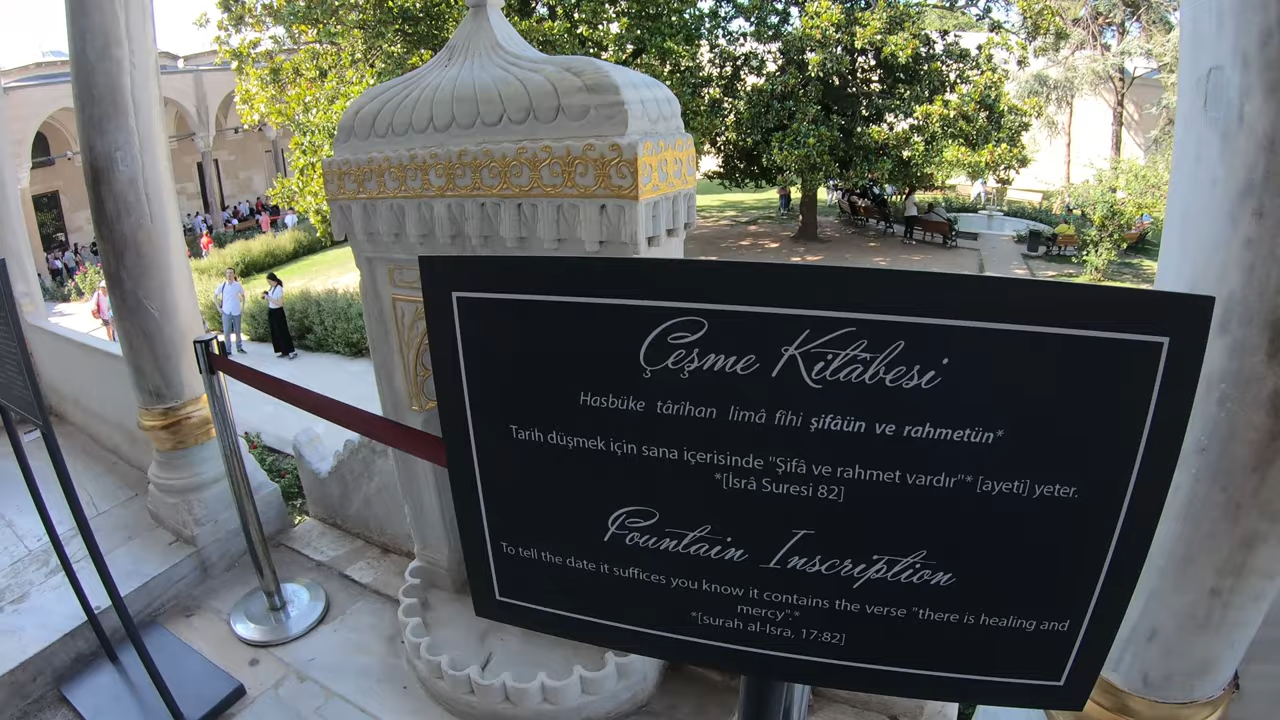 Çeşme Kitâbesi
Hasbüke târîhan limâ fîhi şifâün ve rahmetün*
Tarih düşmek için sana içerisinde "Şifâ ve rahmet vardır"* [ayeti] yeter.
*[İsrâ Suresi 82]
Fountain Inscription
To tell the date it suffices you know it contains the verse "there is healing and
mercy".*
*[surah al-Isra, 17:82]